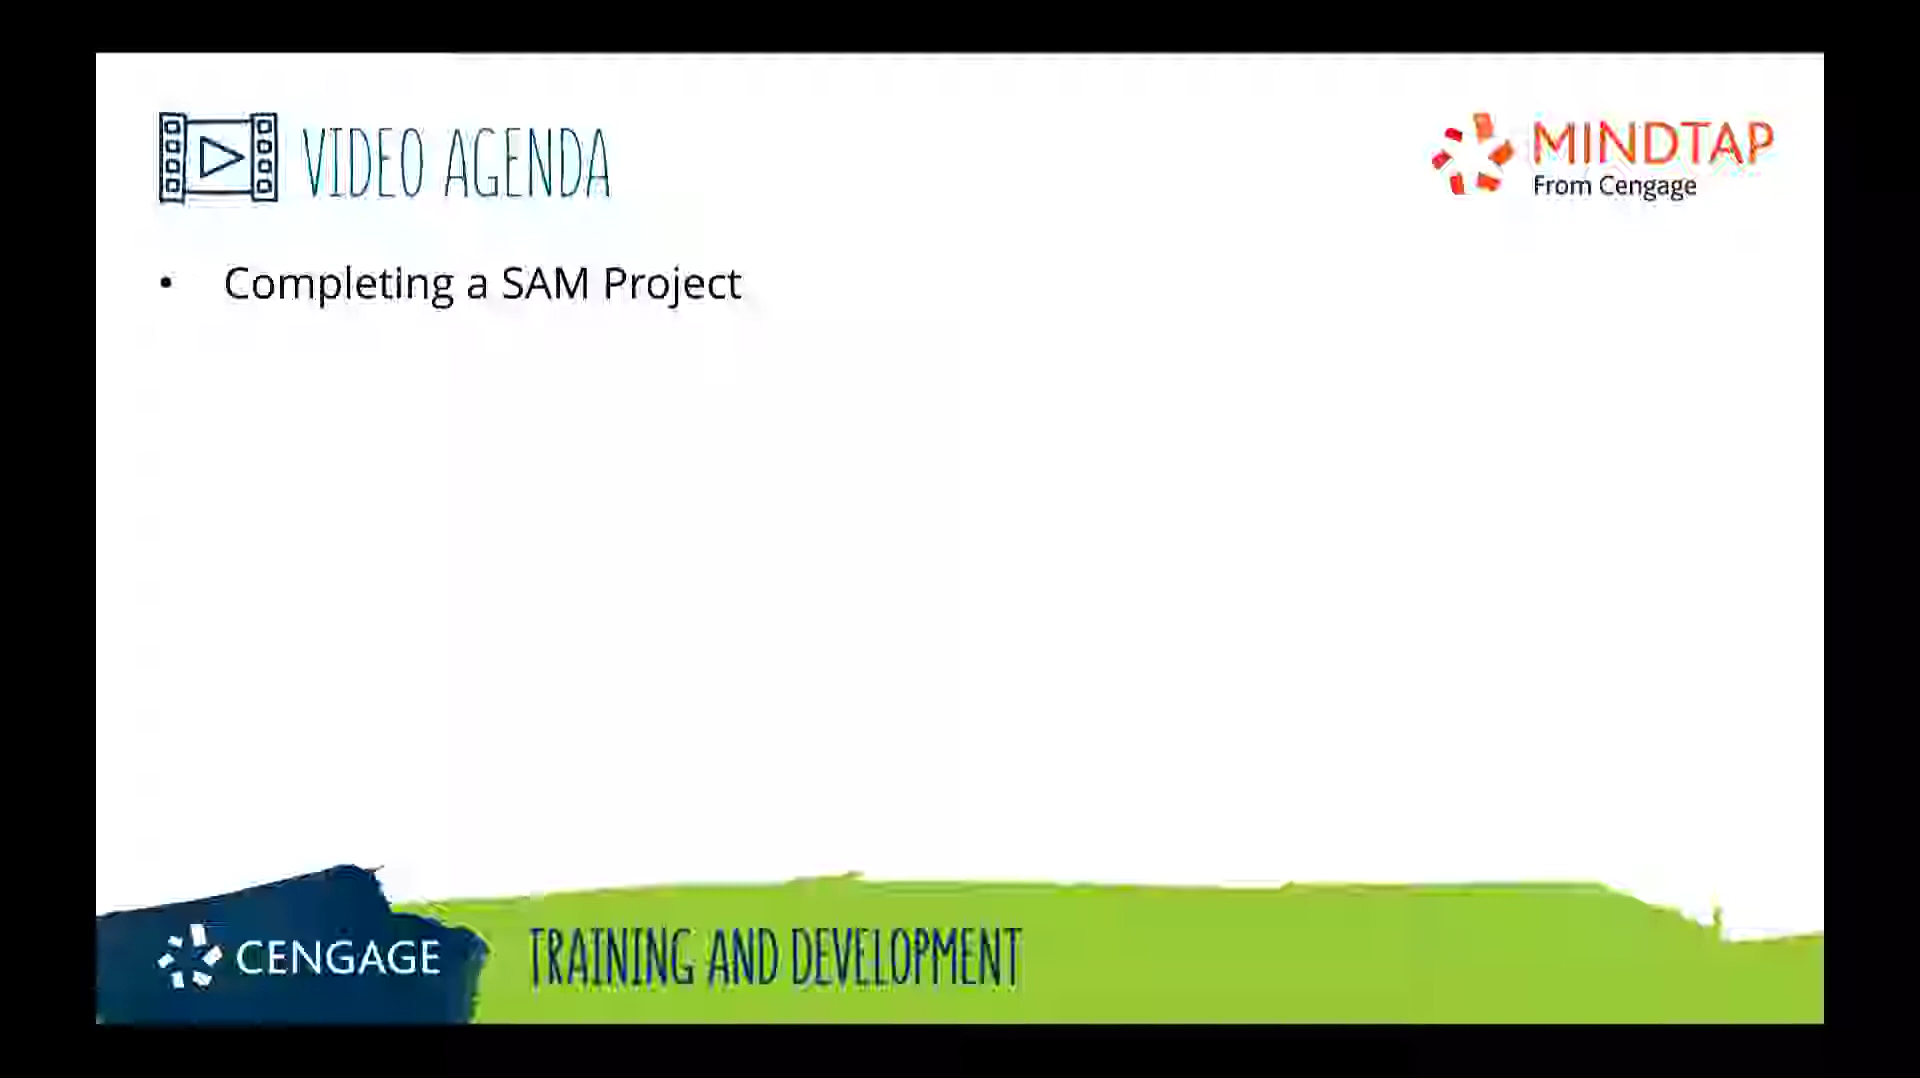 VIDEO AGENDA
MINDTAP
From Cengage
• Completing a SAM Project
CENGAGE
TRAINING AND DEVELOPMENT